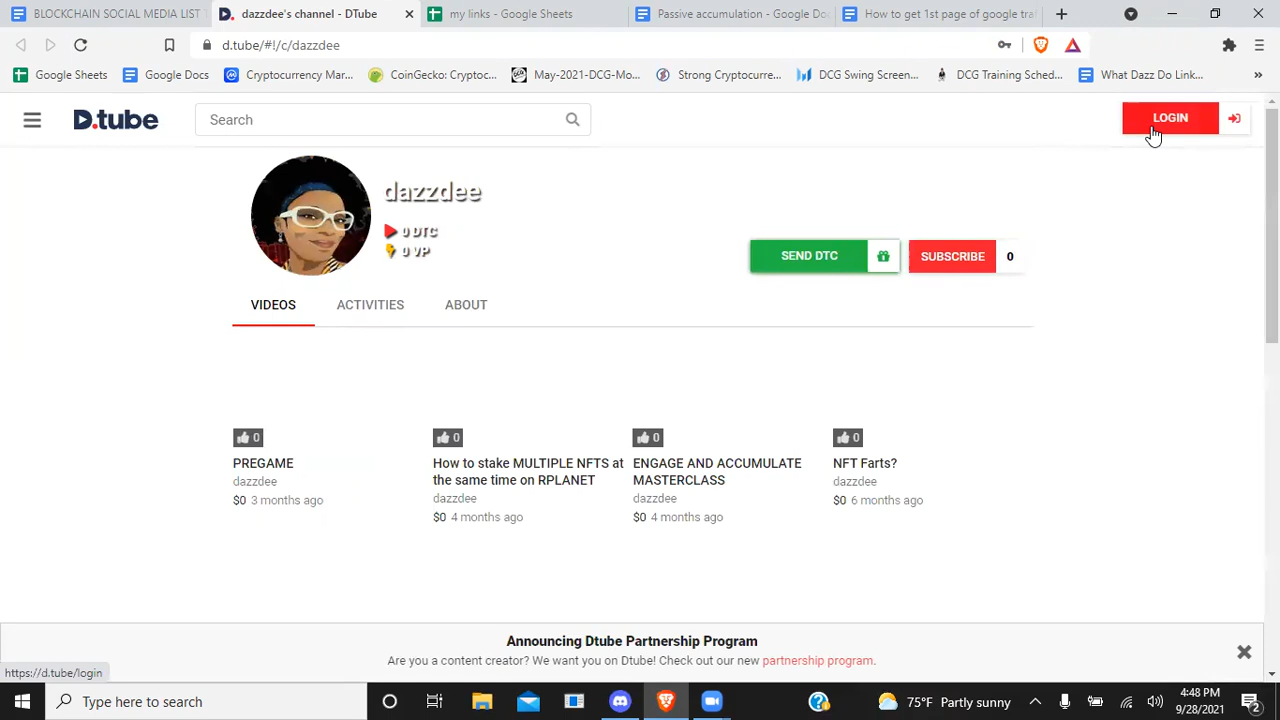 BLOCKCHAIN SOCIAL MEDIA LIST
dazzdee's channel - DTube
my links - Google Sheets
Passive accumulation - Google Doc
How to get 1st page of google tra
d.tube/#!/c/dazzdee
Google Sheets
Google Docs
Cryptocurrency Mar...
CoinGecko: Cryptoc...
May-2021-DCG-Mo...
Strong Cryptocurre...
DCG Swing Screen...
DCG Training Sched...
What Dazz Do Link...
»
D.tube
Search
LOGIN
dazzdee
0 DTC
0 VP
SEND DTC
SUBSCRIBE
0
VIDEOS
ACTIVITIES
ABOUT
0
0
0
0
PREGAME
dazzdee
$0 3 months ago
How to stake MULTIPLE NFTS at
the same time on RPLANET
dazzdee
$0 4 months ago
ENGAGE AND ACCUMULATE
MASTERCLASS
dazzdee
$0 4 months ago
NFT Farts?
dazzdee
$0 6 months ago
Announcing Dtube Partnership Program
Are you a content creator? We want you on Dtube! Check out our new partnership program.
https://d.tube/login
Type here to search
75°F Partly sunny
4:48 PM
9/28/2021
2